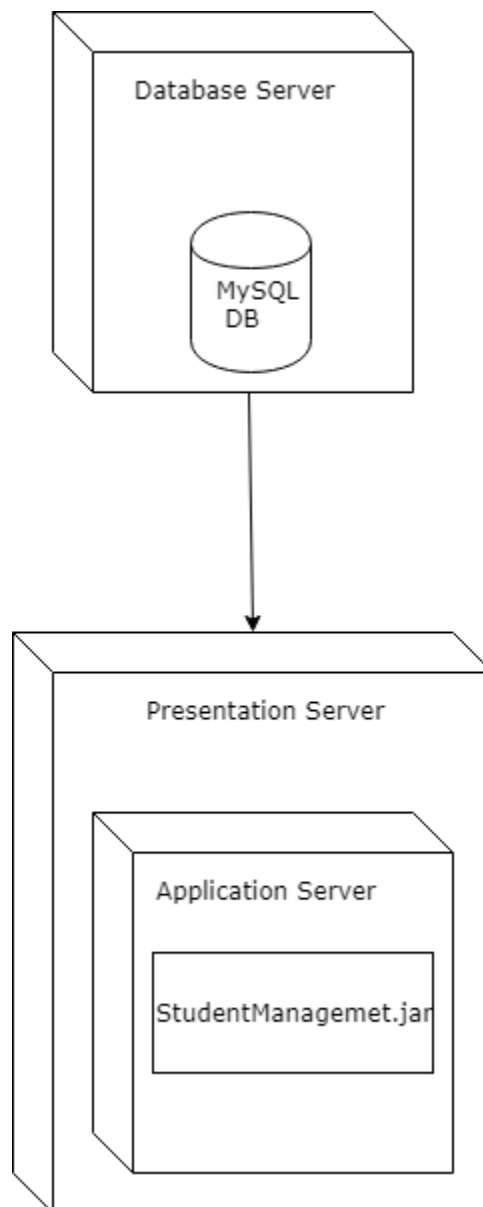 Database Server
MySQL
DB
Presentation Server
Application Server
StudentManagemet.jar